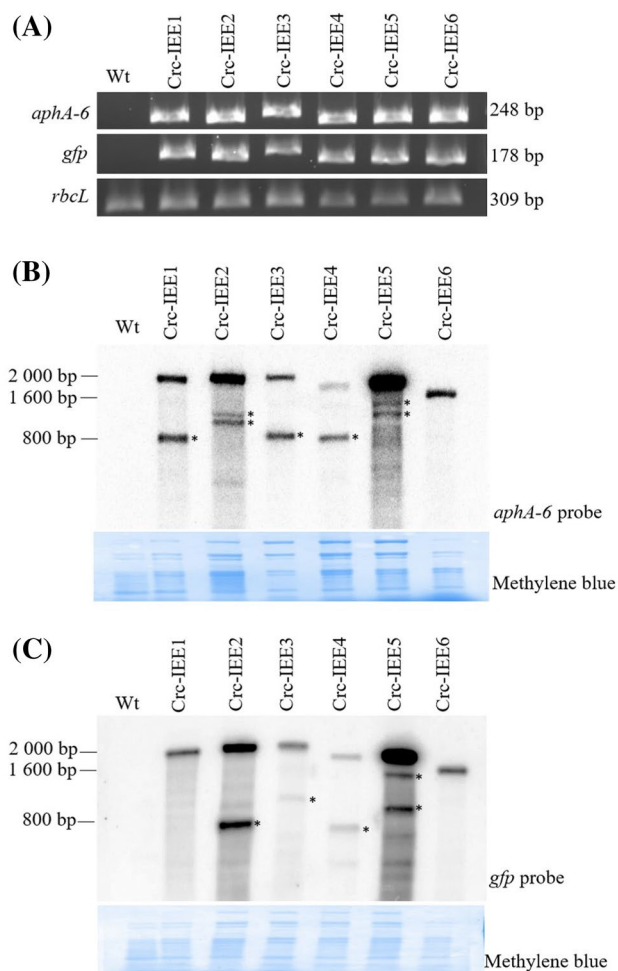 (A)
Wt Crc-IEE1 Crc-IEE2 Crc-IEE3 Crc-IEE4 Crc-IEE5 Crc-IEE6
aphA-6 248 bp
gfp 178 bp
rbcL 309 bp
(B)
Wt Crc-IEE1 Crc-IEE2 Crc-IEE3 Crc-IEE4 Crc-IEE5 Crc-IEE6
2 000 bp
1 600 bp
*
*
*
*
800 bp * * *
aphA-6 probe
Methylene blue
(C)
Wt Crc-IEE1 Crc-IEE2 Crc-IEE3 Crc-IEE4 Crc-IEE5 Crc-IEE6
2 000 bp
1 600 bp *
*
*
800 bp * *
gfp probe
Methylene blue